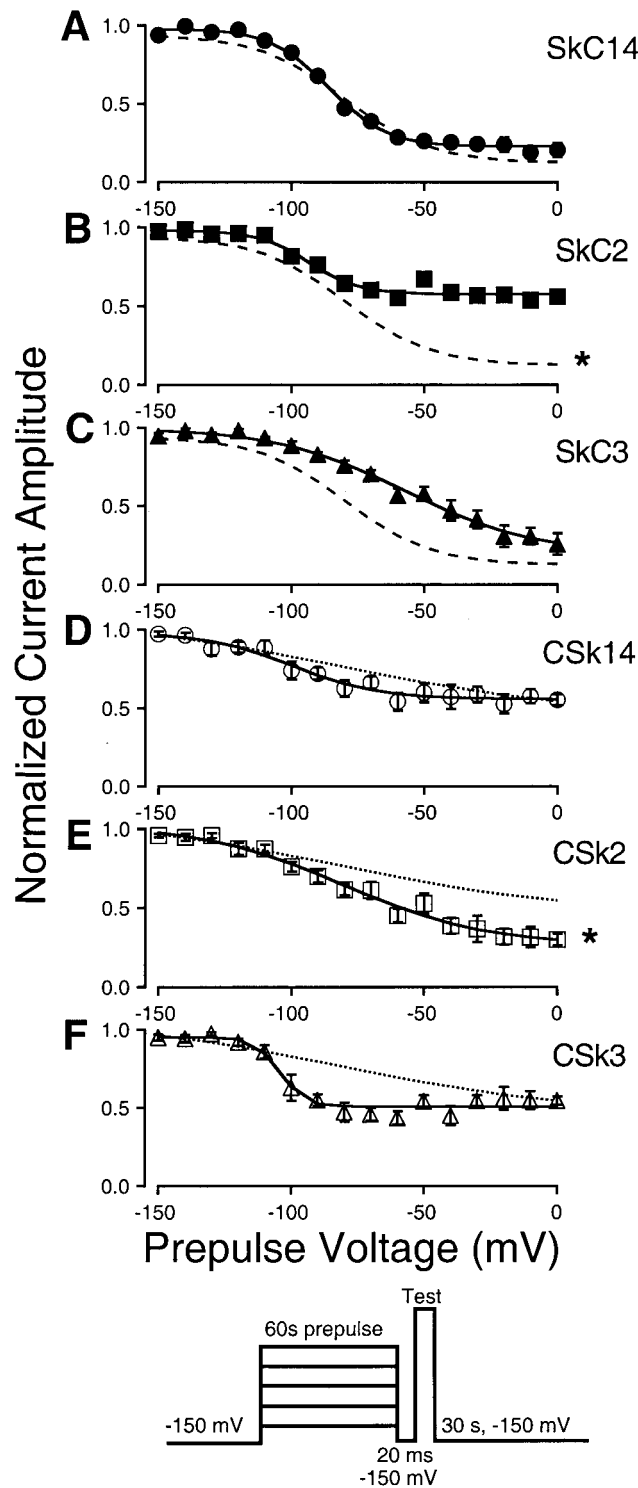 Normalized Current Amplitude
A
SkC14
1.0
0.5
0.0
-150
-100
-50
0
B
SkC2
1.0
0.5
0.0
*
-150
-100
-50
0
C
SkC3
1.0
0.5
0.0
-150
-100
-50
0
D
CSk14
1.0
0.5
0.0
-150
-100
-50
0
E
CSk2
1.0
0.5
0.0
*
-150
-100
-50
0
F
CSk3
1.0
0.5
0.0
-150
-100
-50
0
Prepulse Voltage (mV)
Test
60s prepulse
-150 mV
30 s, -150 mV
20 ms
-150 mV